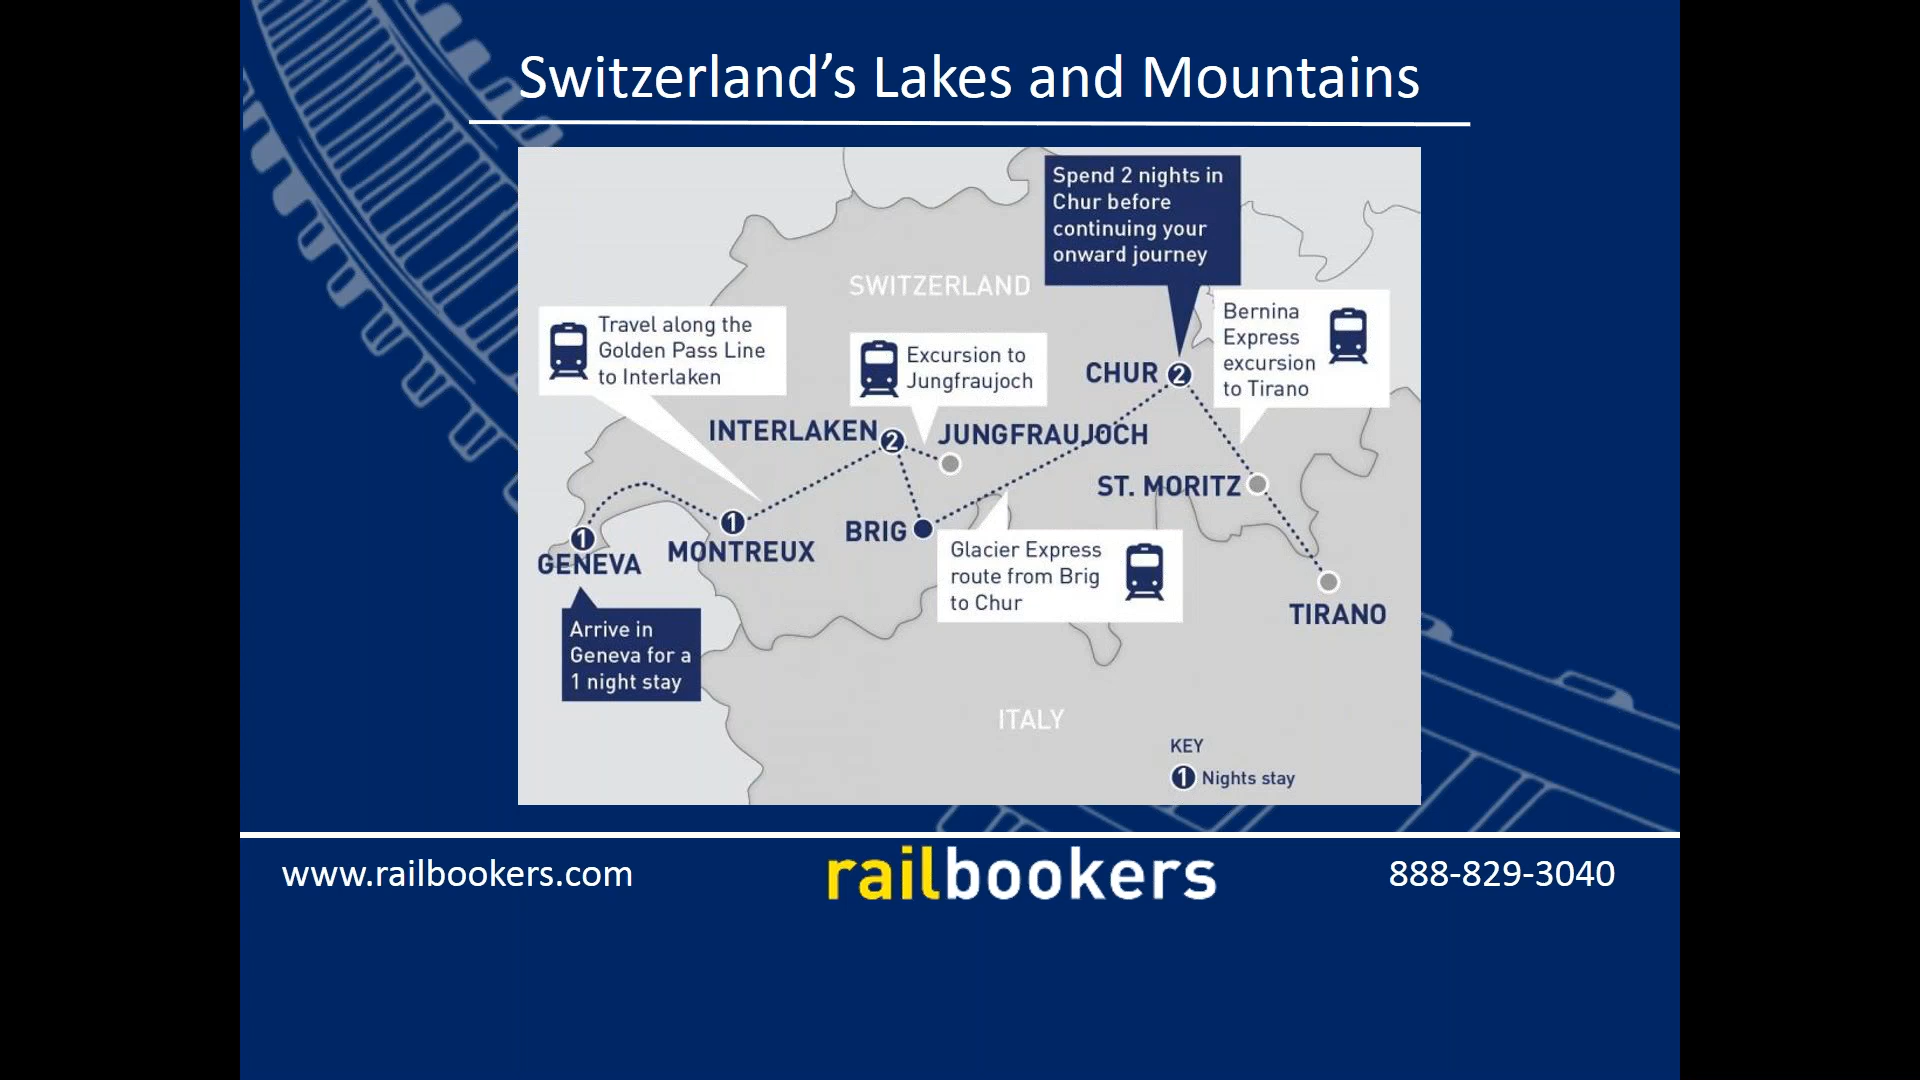 Switzerland’s Lakes and Mountains
Spend 2 nights in
Chur before
continuing your
onward journey
SWITZERLAND
Travel along the
Golden Pass Line
to Interlaken
Excursion to
Jungfraujoch
Bernina
Express
excursion
to Tirano
CHUR 2
INTERLAKEN 2
JUNGFRAUJOCH
ST. MORITZ
1
GENEVA
1
MONTREUX
BRIG
Glacier Express
route from Brig
to Chur
TIRANO
Arrive in
Geneva for a
1 night stay
ITALY
KEY
1 Nights stay
www.railbookers.com
railbookers
888-829-3040